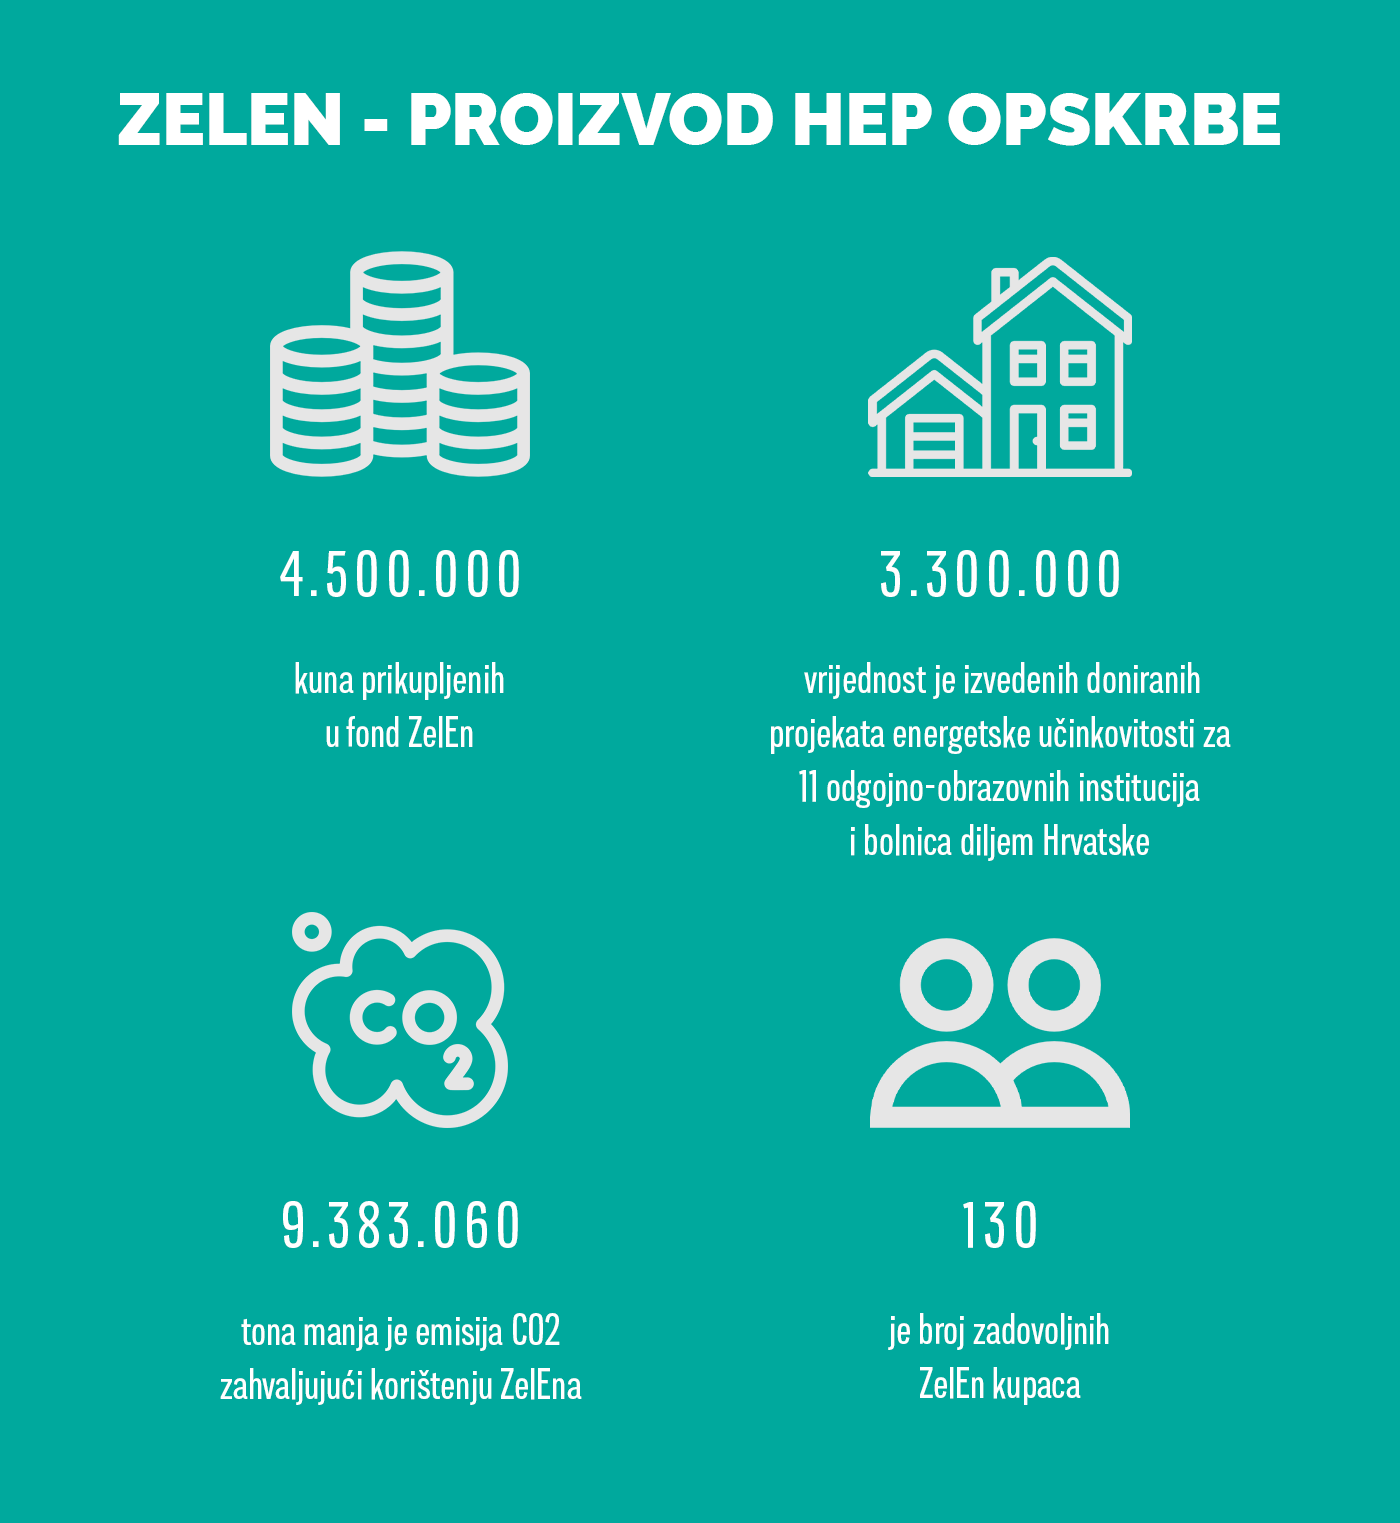 ZELEN - PROIZVOD HEP OPSKRBE
4.500.000
kuna prikupljenih
u fond ZelEn
3.300.000
vrijednost je izvedenih doniranih
projekata energetske učinkovitosti za
11 odgojno-obrazovnih institucija
i bolnica diljem Hrvatske
CO
2
9.383.060
tona manja je emisija CO2
zahvaljujući korištenju ZelEna
130
je broj zadovoljnih
ZelEn kupaca